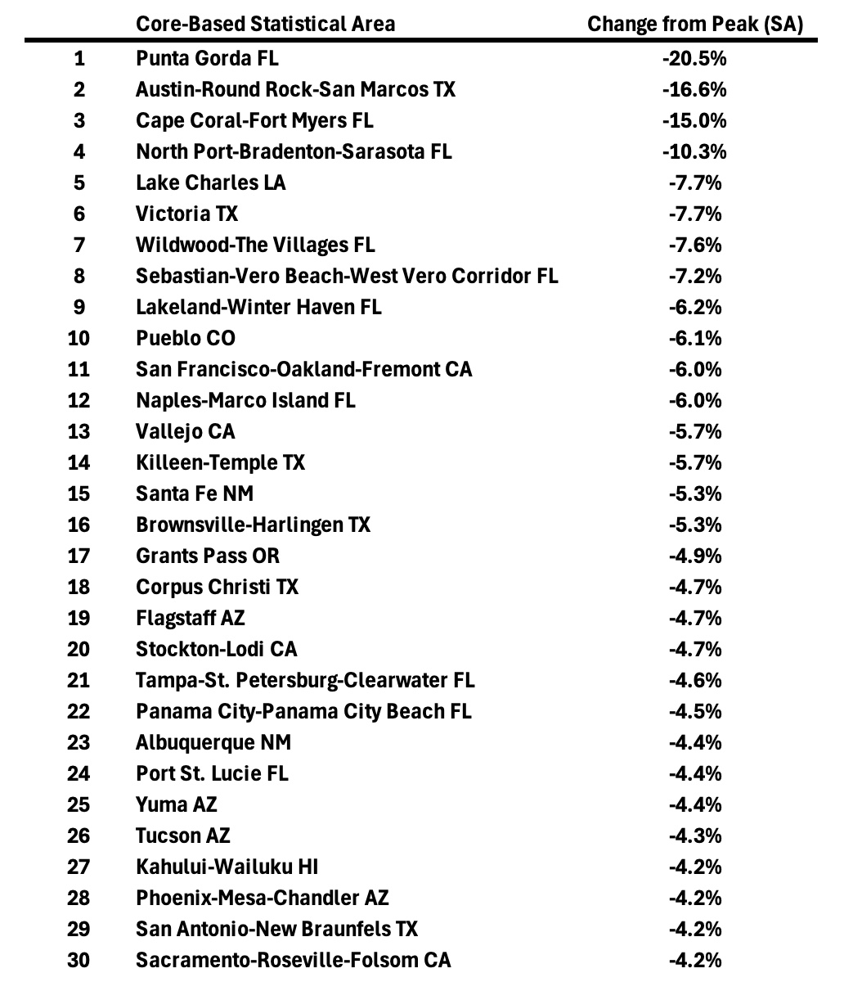 Core-Based Statistical Area Change from Peak (SA)
1 Punta Gorda FL -20.5%
2 Austin-Round Rock-San Marcos TX -16.6%
3 Cape Coral-Fort Myers FL -15.0%
4 North Port-Bradenton-Sarasota FL -10.3%
5 Lake Charles LA -7.7%
6 Victoria TX -7.7%
7 Wildwood-The Villages FL -7.6%
8 Sebastian-Vero Beach-West Vero Corridor FL -7.2%
9 Lakeland-Winter Haven FL -6.2%
10 Pueblo CO -6.1%
11 San Francisco-Oakland-Fremont CA -6.0%
12 Naples-Marco Island FL -6.0%
13 Vallejo CA -5.7%
14 Killeen-Temple TX -5.7%
15 Santa Fe NM -5.3%
16 Brownsville-Harlingen TX -5.3%
17 Grants Pass OR -4.9%
18 Corpus Christi TX -4.7%
19 Flagstaff AZ -4.7%
20 Stockton-Lodi CA -4.7%
21 Tampa-St. Petersburg-Clearwater FL -4.6%
22 Panama City-Panama City Beach FL -4.5%
23 Albuquerque NM -4.4%
24 Port St. Lucie FL -4.4%
25 Yuma AZ -4.4%
26 Tucson AZ -4.3%
27 Kahului-Wailuku HI -4.2%
28 Phoenix-Mesa-Chandler AZ -4.2%
29 San Antonio-New Braunfels TX -4.2%
30 Sacramento-Roseville-Folsom CA -4.2%